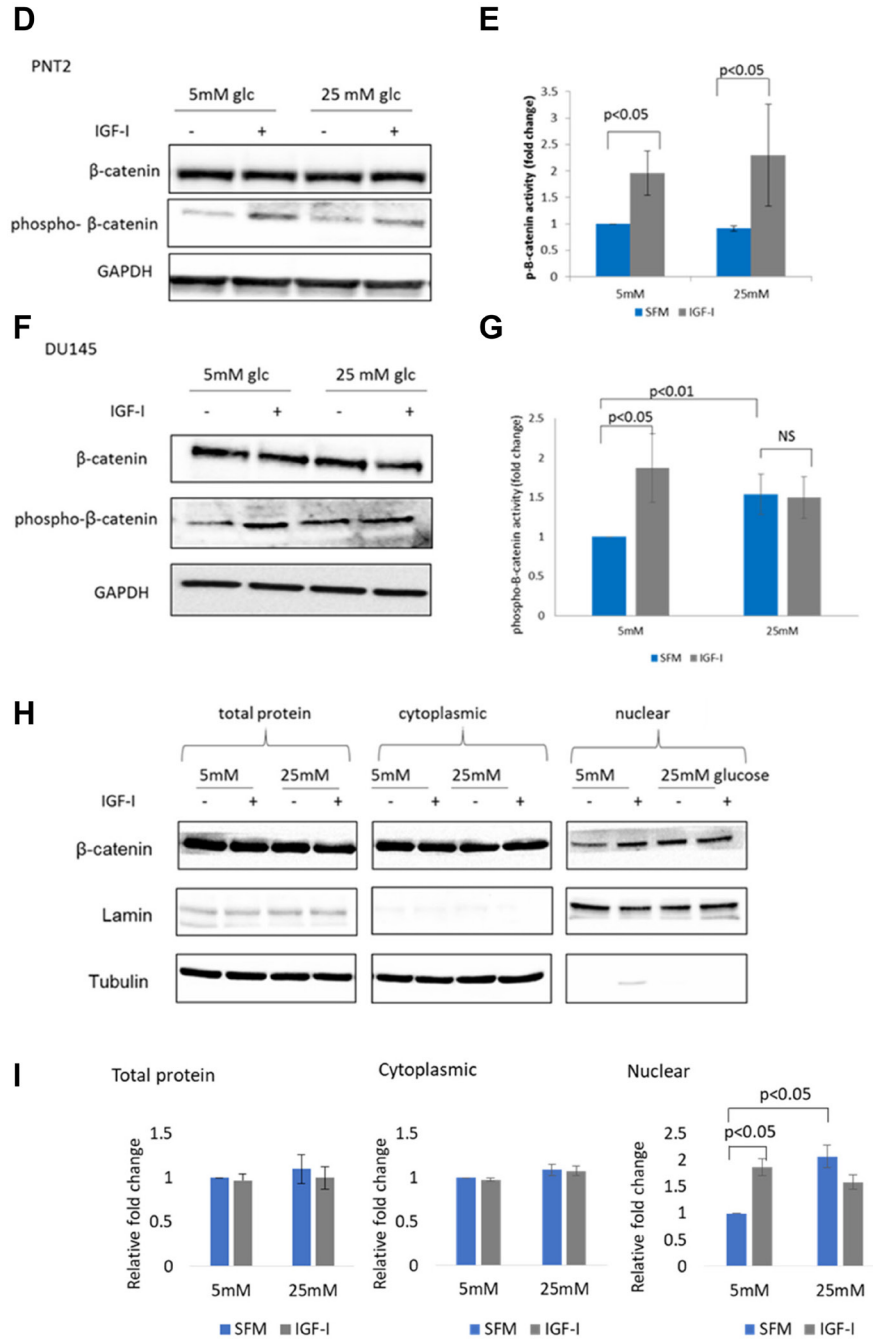 D
PNT2
5mM glc 25 mM glc
IGF-I - + - +
β-catenin
phospho- β-catenin
GAPDH
E
p-B-catenin activity (fold change)
4
3.5
3
2.5
2
1.5
1
0.5
0
p<0.05
p<0.05
5mM 25mM
SFM IGF-I
F
DU145
5mM glc 25 mM glc
IGF-I - + - +
β-catenin
phospho-β-catenin
GAPDH
G
phospho-B-catenin activity (fold change)
2.5
2
1.5
1
0.5
0
p<0.01
p<0.05
NS
5mM 25mM
SFM IGF-I
H
total protein cytoplasmic nuclear
5mM 25mM 5mM 25mM 5mM 25mM glucose
IGF-I - + - + - + - + - + - +
β-catenin
Lamin
Tubulin
I
Total protein
Relative fold change
1.5
1
0.5
0
5mM 25mM
SFM IGF-I
Cytoplasmic
Relative fold change
1.5
1
0.5
0
5mM 25mM
SFM IGF-I
Nuclear
Relative fold change
2.5
2
1.5
1
0.5
0
p<0.05
p<0.05
5mM 25mM
SFM IGF-I